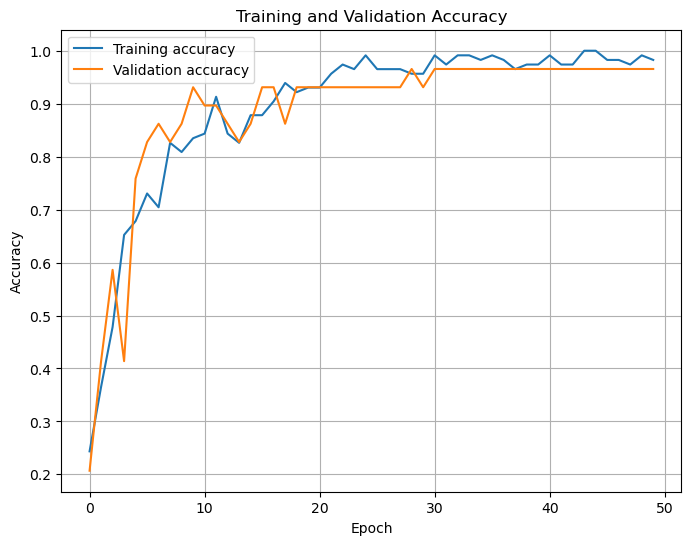 Training and Validation Accuracy
Training accuracy
Validation accuracy
1.0
0.9
0.8
0.7
0.6
0.5
0.4
0.3
0.2
Accuracy
0 10 20 30 40 50
Epoch